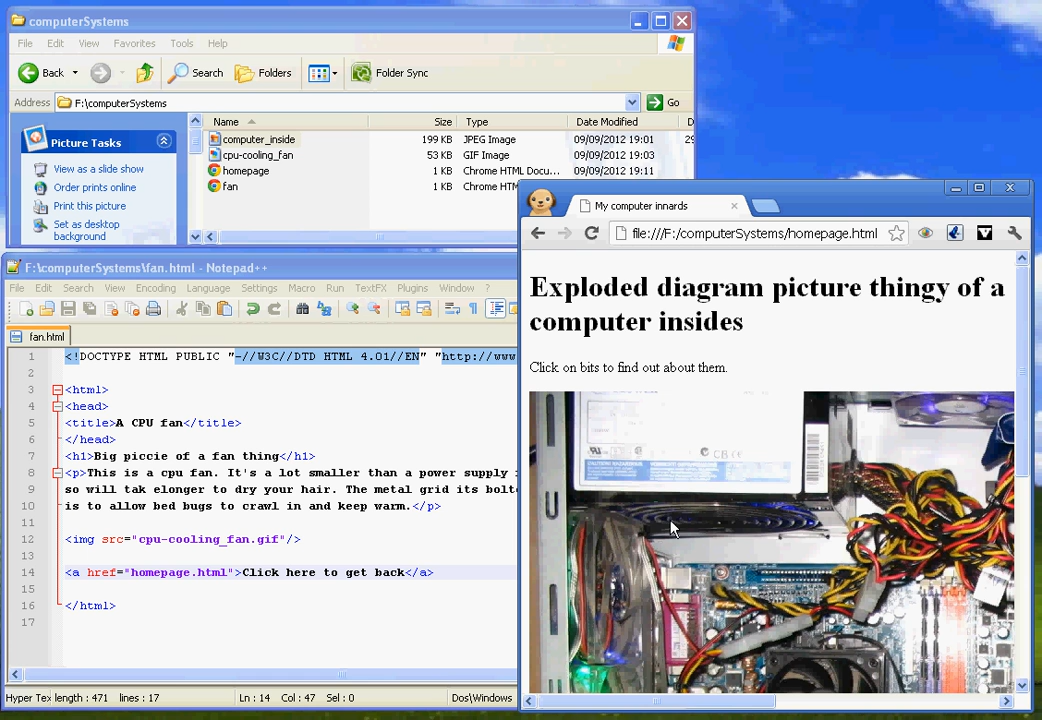 computerSystems
File Edit View Favorites Tools Help
Back Search Folders Folder Sync
Address F:\computerSystems Go
Picture Tasks
View as a slide show
Order prints online
Print this picture
Set as desktop
background
Name Size Type Date Modified D
computer_inside 199 KB JPEG Image 09/09/2012 19:01 29
cpu-cooling_fan 53 KB GIF Image 09/09/2012 19:03
homepage 1 KB Chrome HTML Docu... 09/09/2012 19:11
fan 1 KB Chrome HTM
My computer innards
file:///F:/computerSystems/homepage.html
Exploded diagram picture thingy of a
computer insides
Click on bits to find out about them.
F:\computerSystems\fan.html - Notepad++
File Edit Search View Encoding Language Settings Macro Run TextFX Plugins Window ?
fan.html
1 <!DOCTYPE HTML PUBLIC "-//W3C//DTD HTML 4.01//EN" "http://www
2
3 <html>
4 <head>
5 <title>A CPU fan</title>
6 </head>
7 <h1>Big piccie of a fan thing</h1>
8 <p>This is a cpu fan. It's a lot smaller than a power supply
9 so will tak elonger to dry your hair. The metal grid its bolt
10 is to allow bed bugs to crawl in and keep warm.</p>
11
12 <img src="cpu-cooling_fan.gif"/>
13
14 <a href="homepage.html">Click here to get back</a>
15
16 </html>
17
Hyper Tex length : 471 lines : 17 Ln : 14 Col : 47 Sel : 0 Dos\Windows